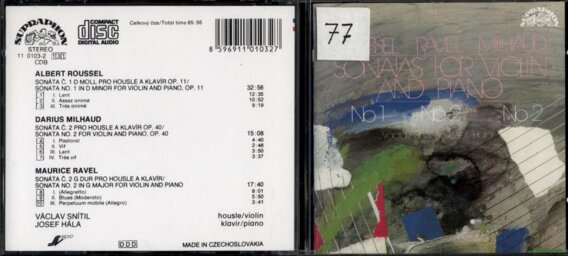 SUPRAPHON
COMPACT
disc
DIGITAL AUDIO
STEREO
11 0103-2
CDB
Celkový čas/Total time 65:58
8 596911 010327
ALBERT ROUSSEL
SONÁTA Č. 1 D MOLL PRO HOUSLE A KLAVÍR OP. 11/
SONATA NO. 1 IN D MINOR FOR VIOLIN AND PIANO, OP. 11 32:56
1 I. Lent 12:35
2 II. Assez animé 10:52
3 III. Très animé 9:19
DARIUS MILHAUD
SONÁTA Č. 2 PRO HOUSLE A KLAVÍR OP. 40/
SONATA NO. 2 FOR VIOLIN AND PIANO, OP. 40 15:08
4 I. Pastoral 4:40
5 II. Vif 2:48
6 III. Lent 3:50
7 IV. Très vif 3:37
MAURICE RAVEL
SONÁTA Č. 2 G DUR PRO HOUSLE A KLAVÍR/
SONATA NO. 2 IN G MAJOR FOR VIOLIN AND PIANO 17:40
8 I. (Allegretto) 8:01
9 II. Blues (Moderato) 5:50
10 III. Perpetuum mobile (Allegro) 3:41
VÁCLAV SNÍTIL housle/violin
JOSEF HÁLA klavír/piano
DDD
MADE IN CZECHOSLOVAKIA
77
SUPRAPHON
SSEL RAVEL MILHAUD
SONATAS FOR VIOLIN
AND PIANO
No 1 No 2 No 2